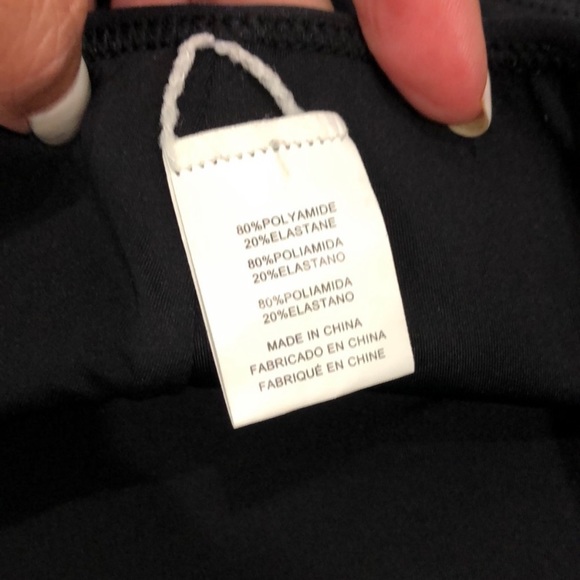 80%POLYAMIDE
20%ELASTANE
80%POLIAMIDA
20%ELASTANO
80%POLIAMIDA
20%ELASTANO
MADE IN CHINA
FABRICADO EN CHINA
FABRIQUÉ EN CHINE